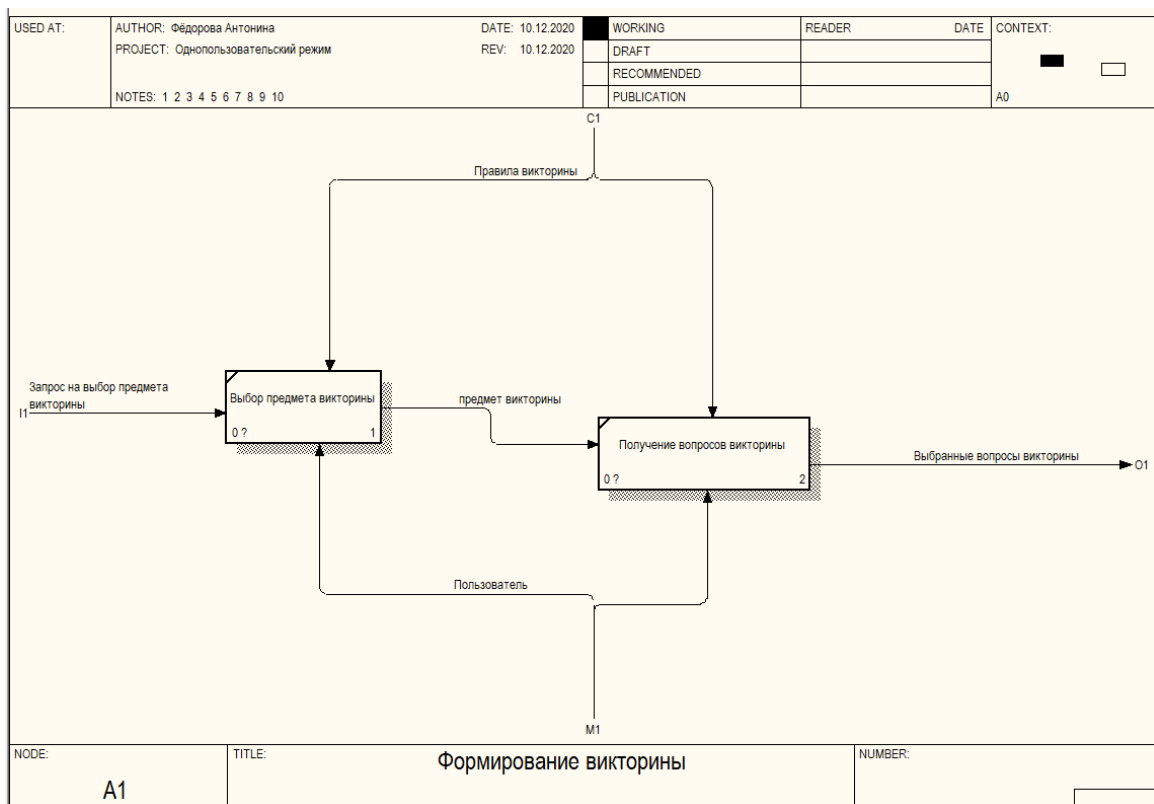 USED AT:
AUTHOR: Фёдорова Антонина
DATE: 10.12.2020
PROJECT: Однопользовательский режим
REV: 10.12.2020
NOTES: 1 2 3 4 5 6 7 8 9 10
WORKING
DRAFT
RECOMMENDED
PUBLICATION
READER
DATE
CONTEXT:
A0
C1
Правила викторины
Запрос на выбор предмета
викторины
I1
Выбор предмета викторины
0 ?
1
предмет викторины
Получение вопросов викторины
0 ?
2
Выбранные вопросы викторины
O1
Пользователь
M1
NODE:
A1
TITLE:
Формирование викторины
NUMBER: